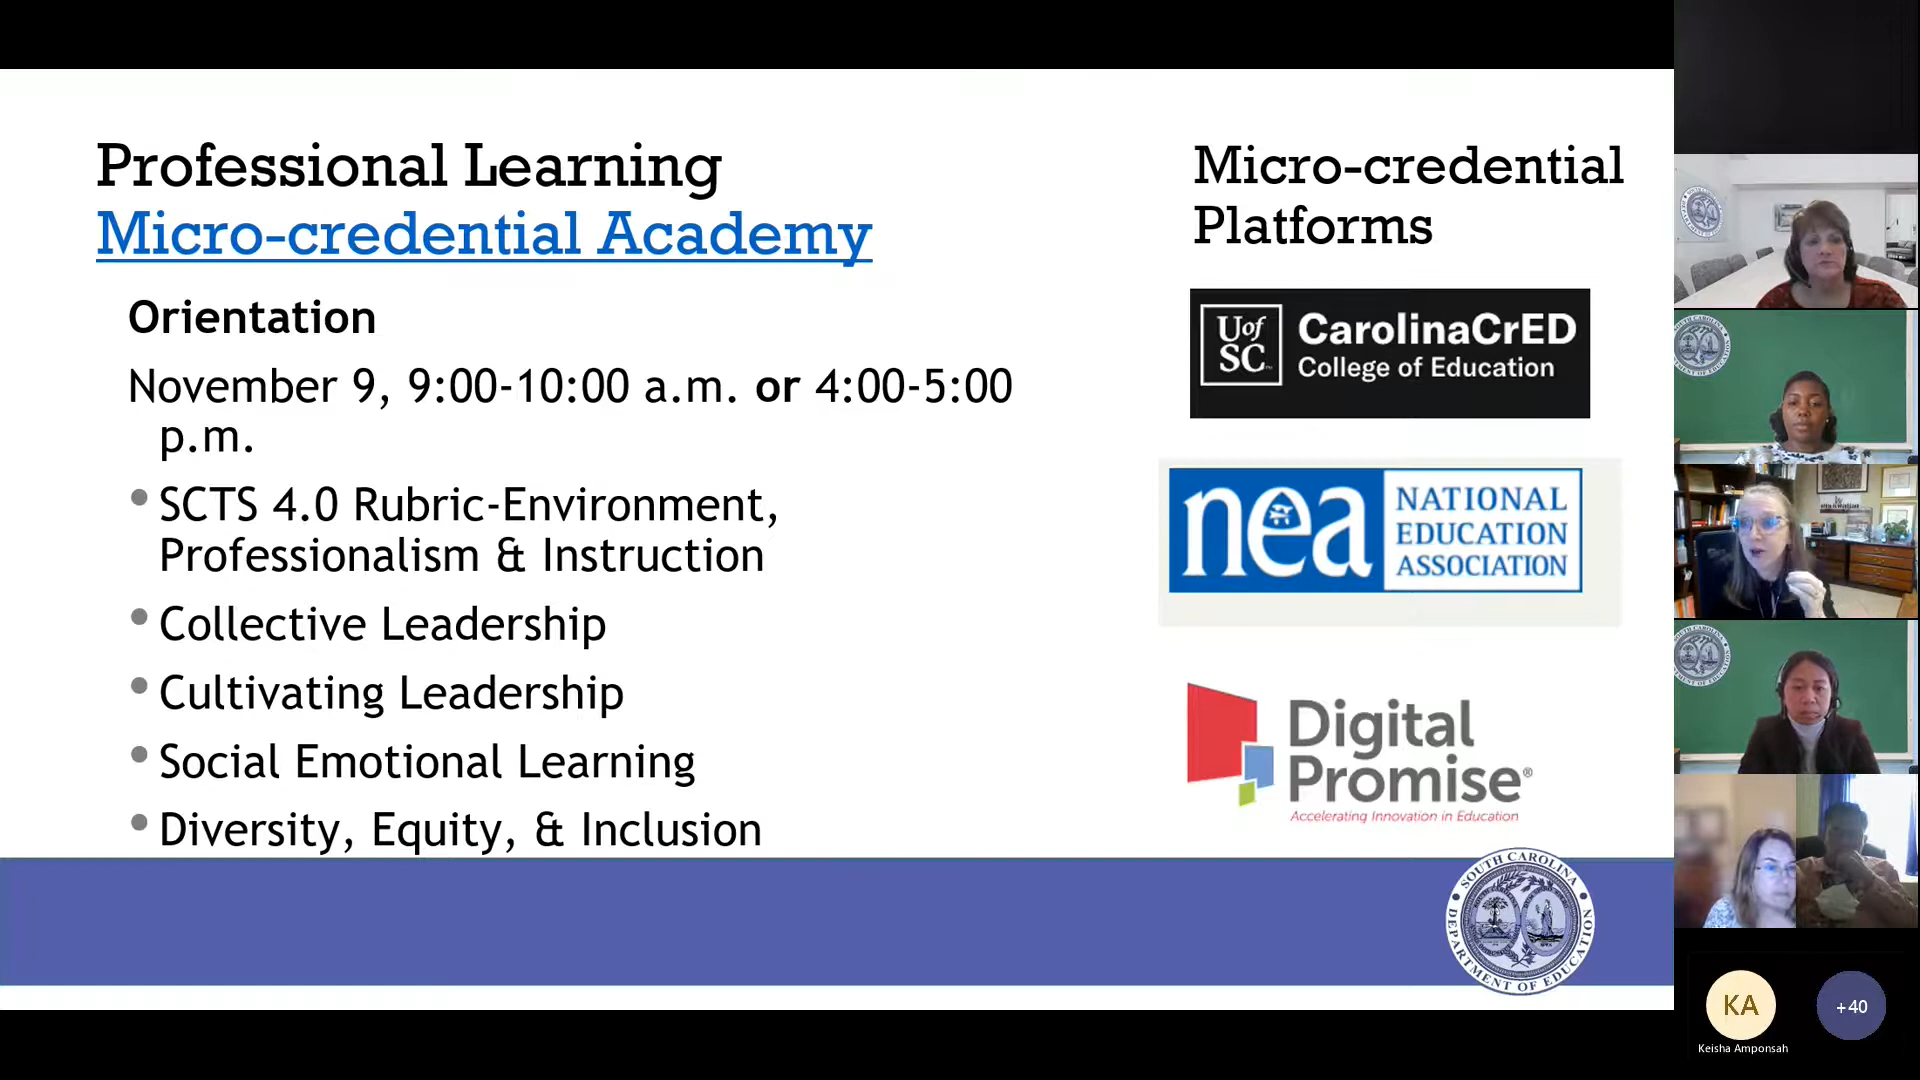 Professional Learning
Micro-credential Academy
Orientation
November 9, 9:00-10:00 a.m. or 4:00-5:00
p.m.
• SCTS 4.0 Rubric-Environment,
Professionalism & Instruction
• Collective Leadership
• Cultivating Leadership
• Social Emotional Learning
• Diversity, Equity, & Inclusion
Micro-credential
Platforms
UofSC
CarolinaCrED
College of Education
nea
NATIONAL
EDUCATION
ASSOCIATION
Digital
Promise®
Accelerating Innovation in Education
SOUTH CAROLINA
DEPARTMENT OF EDUCATION
KA
Keisha Amponsah
+40